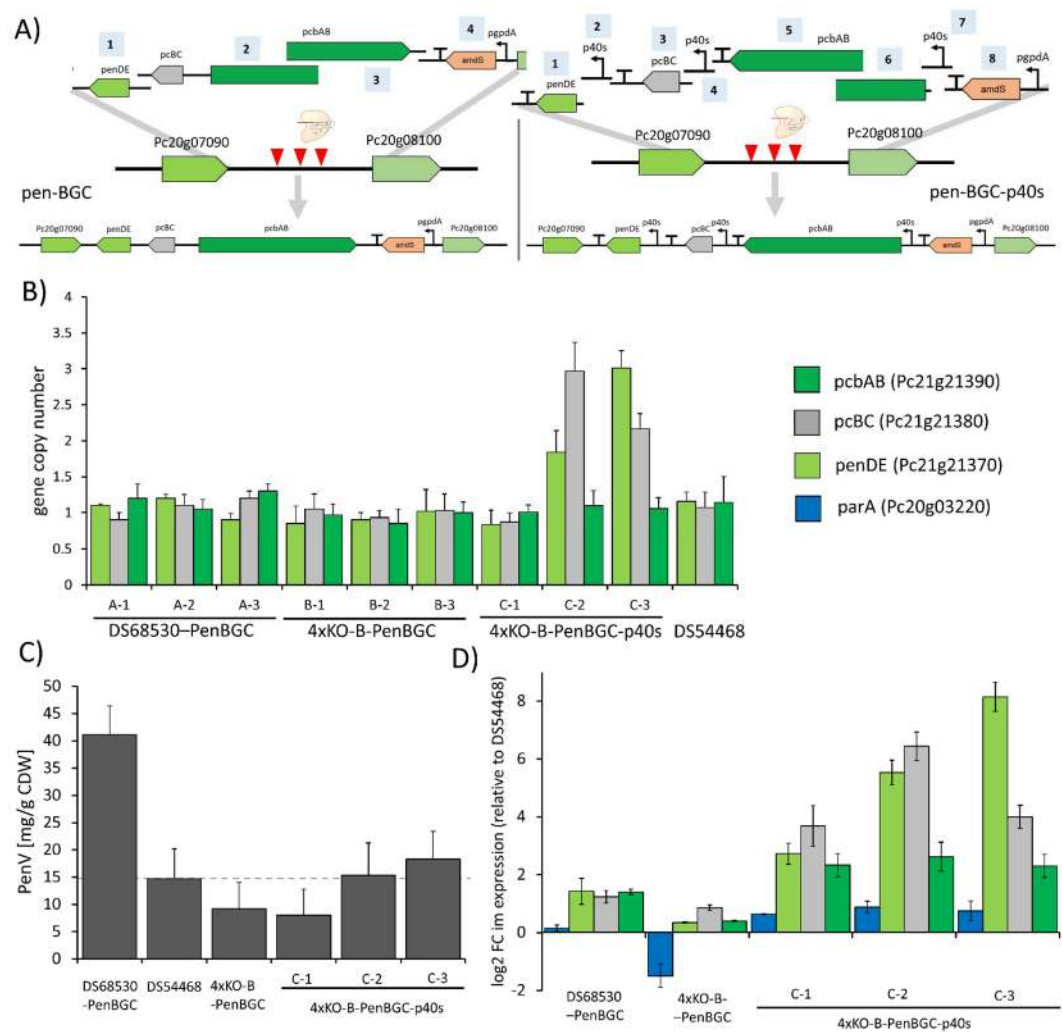 A)
1
penDE
pcBC
2
pcbAB
3
4
amdS
pgpdA
Pc20g07090
Pc20g08100
pen-BGC
Pc20g07090
penDE
pcBC
pcbAB
amdS
pgpdA
Pc20g08100
1
penDE
2
p40s
3
pcBC
p40s
4
5
pcbAB
6
7
p40s
8
amdS
pgpdA
Pc20g07090
Pc20g08100
pen-BGC-p40s
Pc20g07090
penDE
p40s
pcBC
p40s
pcbAB
p40s
amdS
pgpdA
Pc20g08100
B)
gene copy number
4
3.5
3
2.5
2
1.5
1
0.5
0
A-1 A-2 A-3 B-1 B-2 B-3 C-1 C-2 C-3
DS68530–PenBGC 4xKO-B-PenBGC 4xKO-B-PenBGC-p40s DS54468
pcbAB (Pc21g21390)
pcBC (Pc21g21380)
penDE (Pc21g21370)
parA (Pc20g03220)
C)
PenV [mg/g CDW]
50
45
40
35
30
25
20
15
10
5
0
DS68530
-PenBGC
DS54468
4xKO-B
-PenBGC
C-1 C-2 C-3
4xKO-B-PenBGC-p40s
D)
log2 FC im expression (relative to DS54468)
8
6
4
2
0
-2
DS68530
–PenBGC
4xKO-B-
–PenBGC
C-1 C-2 C-3
4xKO-B-PenBGC-p40s